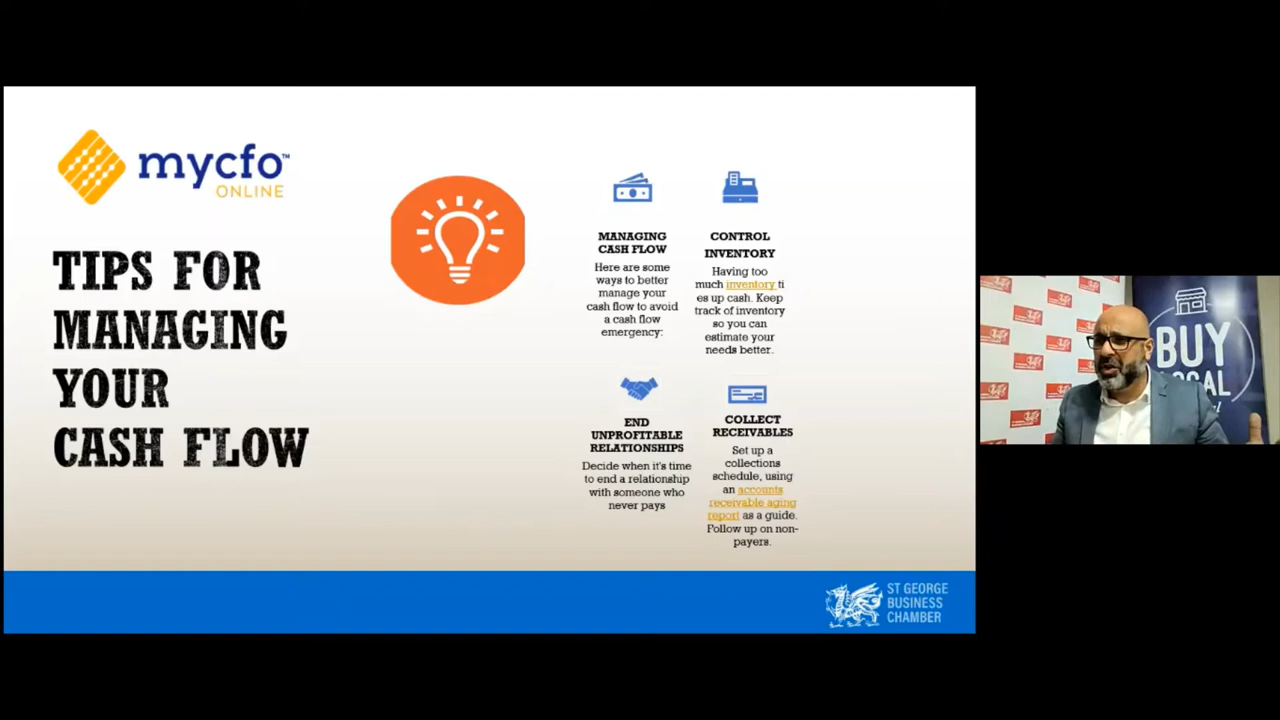 mycfo™
ONLINE
TIPS FOR
MANAGING
YOUR
CASH FLOW
MANAGING
CASH FLOW
Here are some
ways to better
manage your
cash flow to avoid
a cash flow
emergency:
CONTROL
INVENTORY
Having too
much inventory ti
es up cash. Keep
track of inventory
so you can
estimate your
needs better.
END
UNPROFITABLE
RELATIONSHIPS
Decide when it's time
to end a relationship
with someone who
never pays
COLLECT
RECEIVABLES
Set up a
collections
schedule, using
an accounts
receivable aging
report as a guide.
Follow up on non-
payers.
ST GEORGE
BUSINESS
CHAMBER
BUY